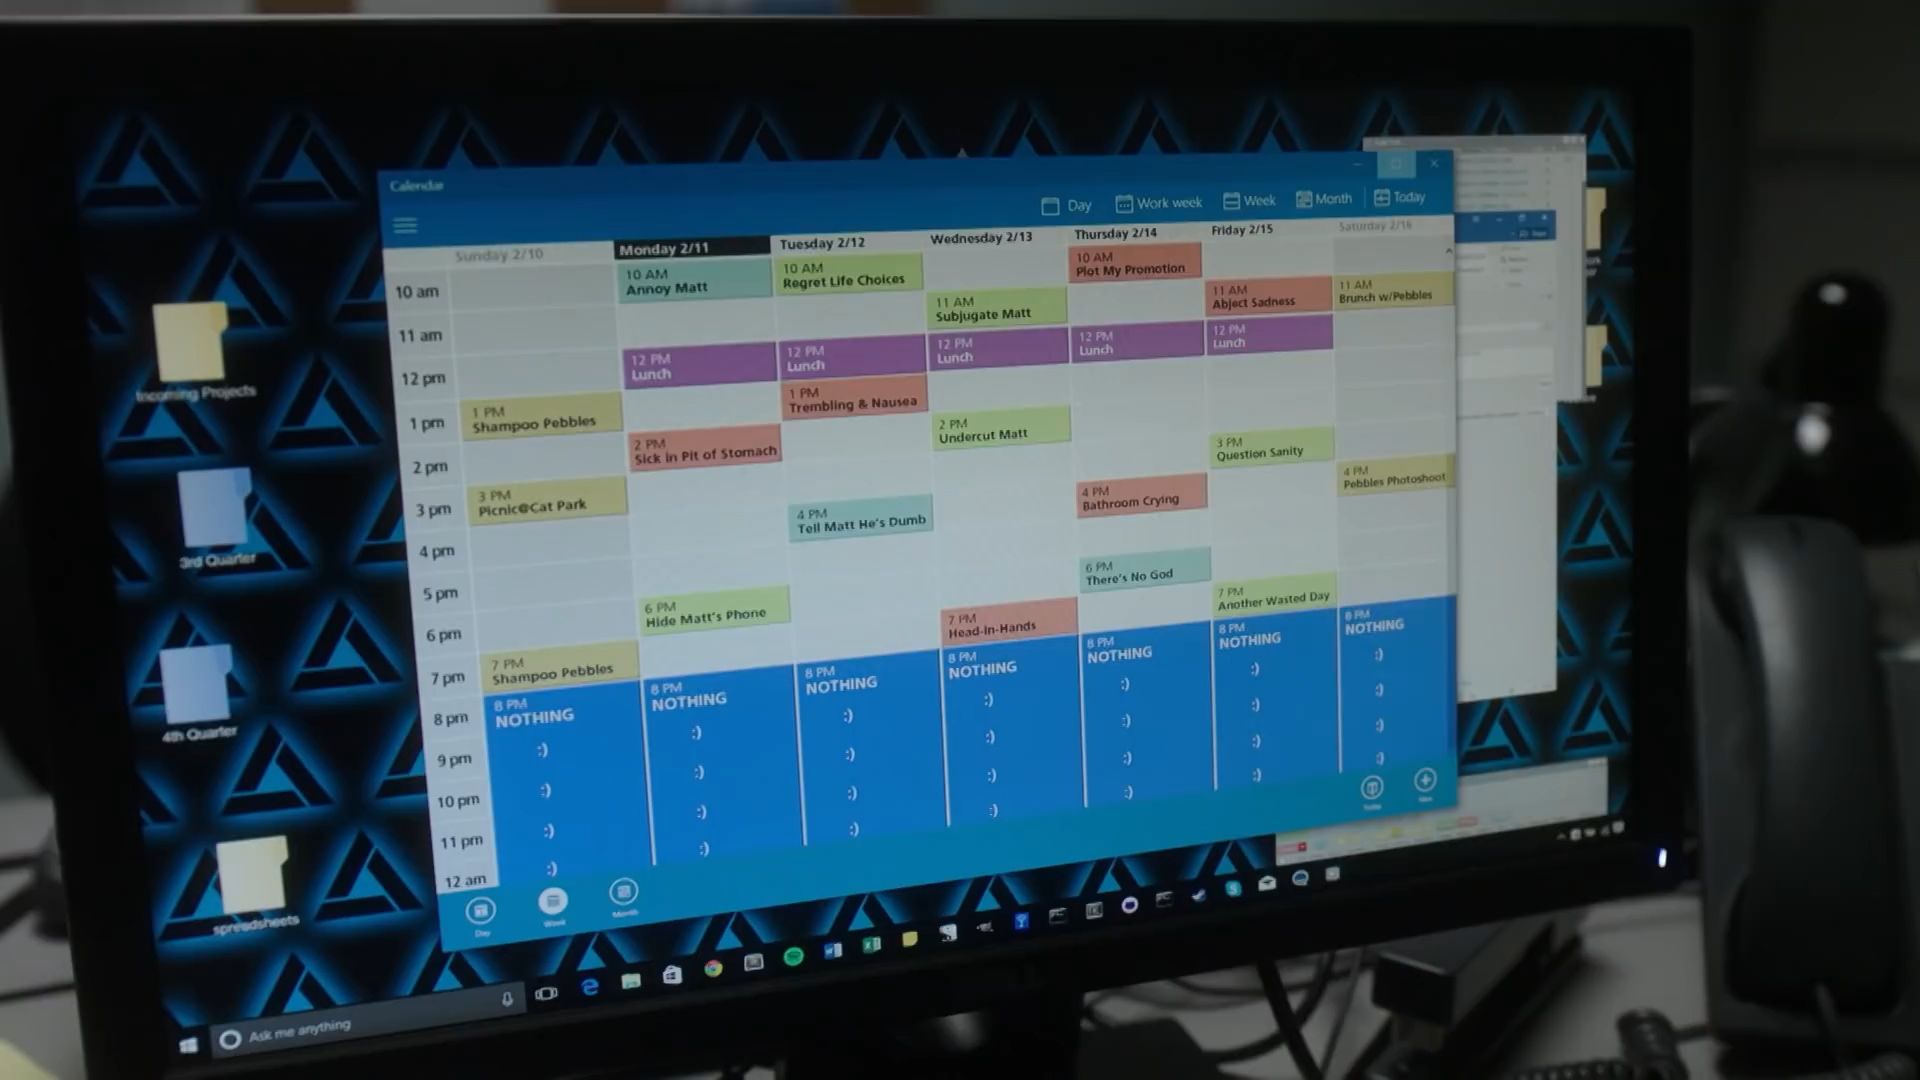 Calendar
Day
Work week
Week
Month
Today
Sunday 2/10
Monday 2/11
Tuesday 2/12
Wednesday 2/13
Thursday 2/14
Friday 2/15
Saturday 2/16
10 am
11 am
12 pm
1 pm
2 pm
3 pm
4 pm
5 pm
6 pm
7 pm
8 pm
9 pm
10 pm
11 pm
12 am
1 PM
Shampoo Pebbles
3 PM
Picnic@Cat Park
7 PM
Shampoo Pebbles
8 PM
NOTHING
:)
:)
:)
:)
10 AM
Annoy Matt
12 PM
Lunch
2 PM
Sick in Pit of Stomach
6 PM
Hide Matt's Phone
8 PM
NOTHING
:)
:)
:)
:)
10 AM
Regret Life Choices
12 PM
Lunch
1 PM
Trembling & Nausea
4 PM
Tell Matt He's Dumb
8 PM
NOTHING
:)
:)
:)
:)
11 AM
Subjugate Matt
12 PM
Lunch
2 PM
Undercut Matt
7 PM
Head-In-Hands
8 PM
NOTHING
:)
:)
:)
:)
10 AM
Plot My Promotion
12 PM
Lunch
4 PM
Bathroom Crying
6 PM
There's No God
8 PM
NOTHING
:)
:)
:)
:)
11 AM
Abject Sadness
12 PM
Lunch
3 PM
Question Sanity
7 PM
Another Wasted Day
8 PM
NOTHING
:)
:)
:)
:)
11 AM
Brunch w/Pebbles
4 PM
Pebbles Photoshoot
8 PM
NOTHING
:)
:)
:)
:)
Day
Week
Month
Today
New
Incoming Projects
3rd Quarter
4th Quarter
spreadsheets
Ask me anything